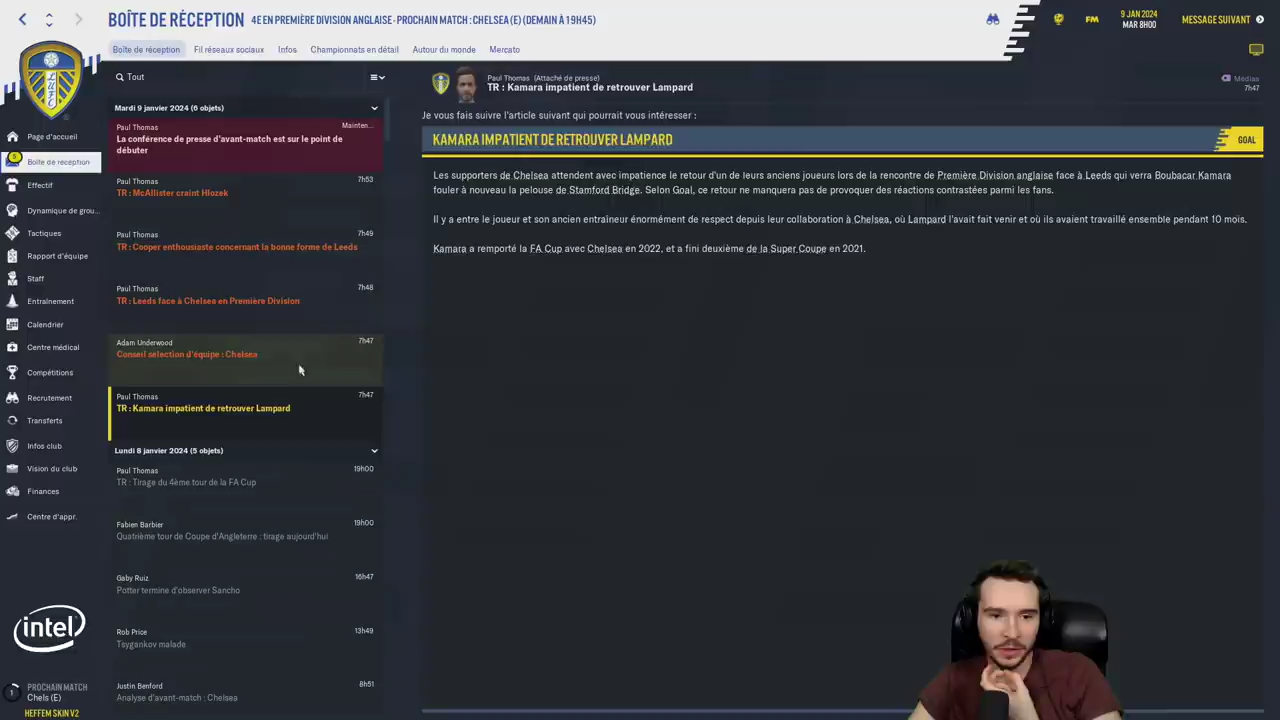 BOÎTE DE RÉCEPTION
4E EN PREMIÈRE DIVISION ANGLAISE - PROCHAIN MATCH : CHELSEA (E) (DEMAIN À 19H45)
FM
9 JAN 2024
MAR 8H00
MESSAGE SUIVANT
Boîte de réception
Fil réseaux sociaux
Infos
Championnats en détail
Autour du monde
Mercato
Page d'accueil
5
Boîte de réception
Effectif
Dynamique de grou...
Tactiques
Rapport d'équipe
Staff
Entraînement
Calendrier
Centre médical
Compétitions
Recrutement
Transferts
Infos club
Vision du club
Finances
Centre d'appr.
intel
1
PROCHAIN MATCH
Chels (E)
HEFFEM SKIN V2
Tout
Mardi 9 janvier 2024 (6 objets)
Paul Thomas
Mainten...
La conférence de presse d'avant-match est sur le point de
débuter
Paul Thomas
7h53
TR : McAllister craint Hlozek
Paul Thomas
7h49
TR : Cooper enthousiaste concernant la bonne forme de Leeds
Paul Thomas
7h48
TR : Leeds face à Chelsea en Première Division
Adam Underwood
7h47
Conseil sélection d'équipe : Chelsea
Paul Thomas
7h47
TR : Kamara impatient de retrouver Lampard
Lundi 8 janvier 2024 (5 objets)
Paul Thomas
19h00
TR : Tirage du 4ème tour de la FA Cup
Fabien Barbier
19h00
Quatrième tour de Coupe d'Angleterre : tirage aujourd'hui
Gaby Ruiz
16h47
Potter termine d'observer Sancho
Rob Price
13h49
Tsygankov malade
Justin Benford
8h51
Analyse d'avant-match : Chelsea
Paul Thomas (Attaché de presse)
TR : Kamara impatient de retrouver Lampard
Médias
7h47
Je vous fais suivre l'article suivant qui pourrait vous intéresser :
KAMARA IMPATIENT DE RETROUVER LAMPARD
GOAL
Les supporters de Chelsea attendent avec impatience le retour d'un de leurs anciens joueurs lors de la rencontre de Première Division anglaise face à Leeds qui verra Boubacar Kamara
fouler à nouveau la pelouse de Stamford Bridge. Selon Goal, ce retour ne manquera pas de provoquer des réactions contrastées parmi les fans.
Il y a entre le joueur et son ancien entraîneur énormément de respect depuis leur collaboration à Chelsea, où Lampard l'avait fait venir et où ils avaient travaillé ensemble pendant 10 mois.
Kamara a remporté la FA Cup avec Chelsea en 2022, et a fini deuxième de la Super Coupe en 2021.